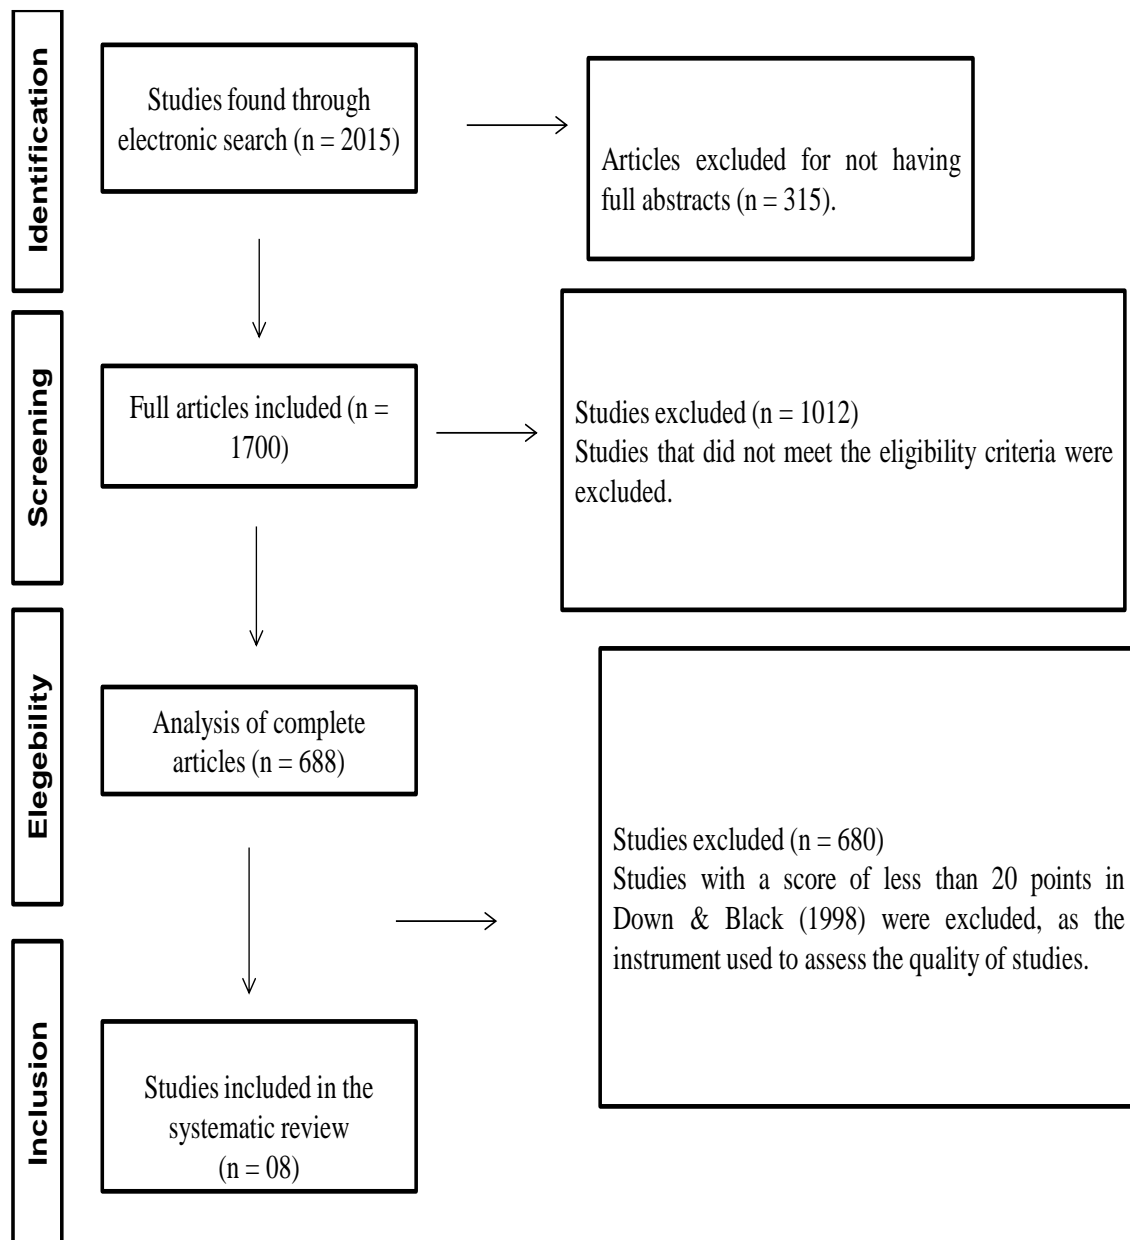 Identification
Studies found through
electronic search (n = 2015)
Articles excluded for not having
full abstracts (n = 315).
Screening
Full articles included (n =
1700)
Studies excluded (n = 1012)
Studies that did not meet the eligibility criteria were
excluded.
Elegebility
Analysis of complete
articles (n = 688)
Studies excluded (n = 680)
Studies with a score of less than 20 points in
Down & Black (1998) were excluded, as the
instrument used to assess the quality of studies.
Inclusion
Studies included in the
systematic review
(n = 08)